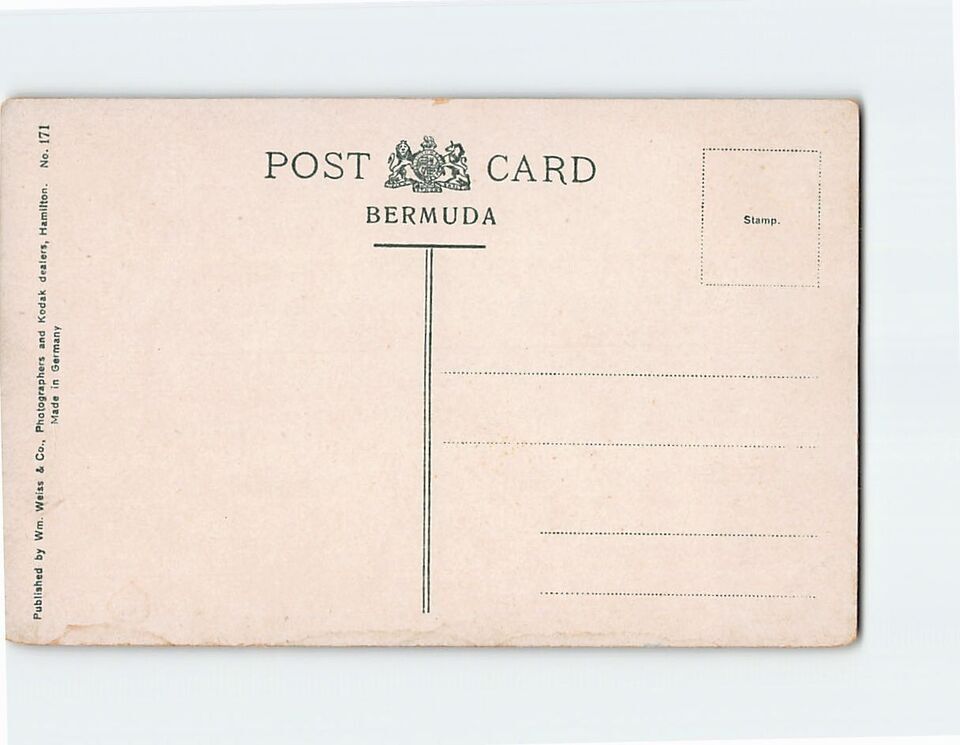 POST CARD
BERMUDA
Stamp.
Published by Wm. Weiss & Co., Photographers and Kodak dealers, Hamilton. No. 171
Made in Germany